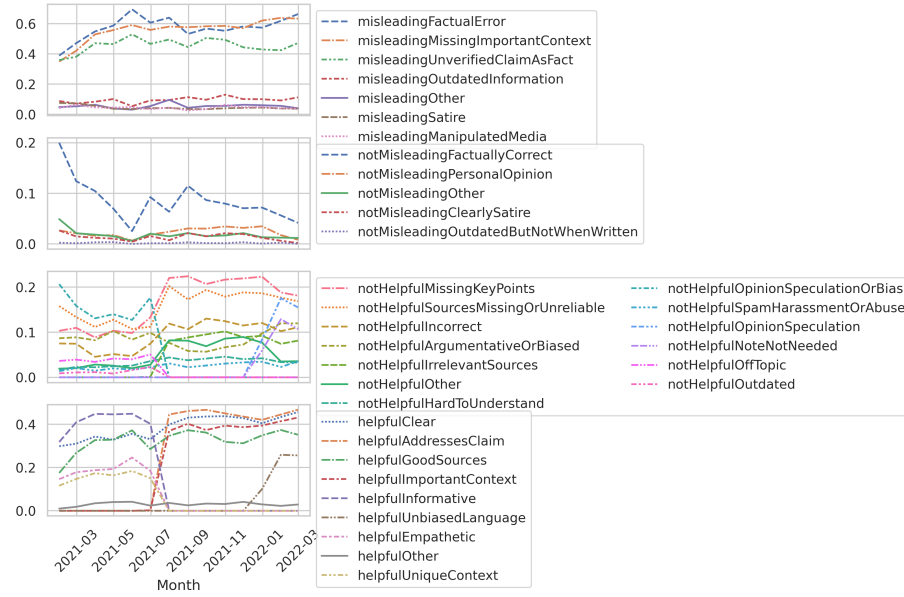 0.6
0.4
0.2
0.0
misleadingFactualError
misleadingMissingImportantContext
misleadingUnverifiedClaimAsFact
misleadingOutdatedInformation
misleadingOther
misleadingSatire
misleadingManipulatedMedia
0.2
0.1
0.0
notMisleadingFactuallyCorrect
notMisleadingPersonalOpinion
notMisleadingOther
notMisleadingClearlySatire
notMisleadingOutdatedButNotWhenWritten
0.2
0.1
0.0
notHelpfulMissingKeyPoints
notHelpfulSourcesMissingOrUnreliable
notHelpfulIncorrect
notHelpfulArgumentativeOrBiased
notHelpfulIrrelevantSources
notHelpfulOther
notHelpfulHardToUnderstand
notHelpfulOpinionSpeculationOrBias
notHelpfulSpamHarassmentOrAbuse
notHelpfulOpinionSpeculation
notHelpfulNoteNotNeeded
notHelpfulOffTopic
notHelpfulOutdated
0.4
0.2
0.0
helpfulClear
helpfulAddressesClaim
helpfulGoodSources
helpfulImportantContext
helpfulInformative
helpfulUnbiasedLanguage
helpfulEmpathetic
helpfulOther
helpfulUniqueContext
2021-03
2021-05
2021-07
2021-09
2021-11
2022-01
2022-03
Month